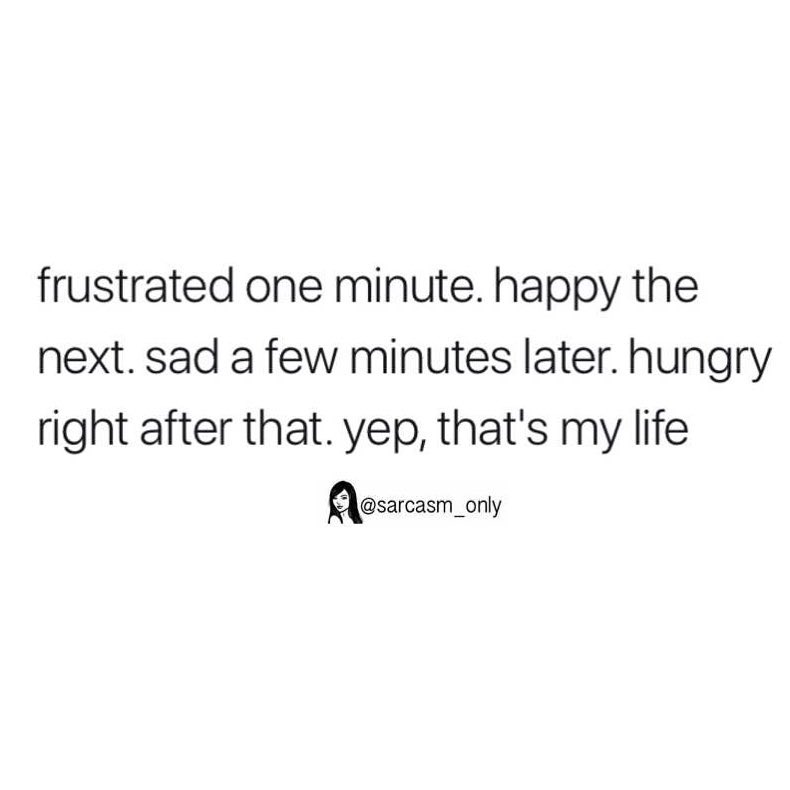 frustrated one minute. happy the
next. sad a few minutes later. hungry
right after that. yep, that's my life
@sarcasm_only